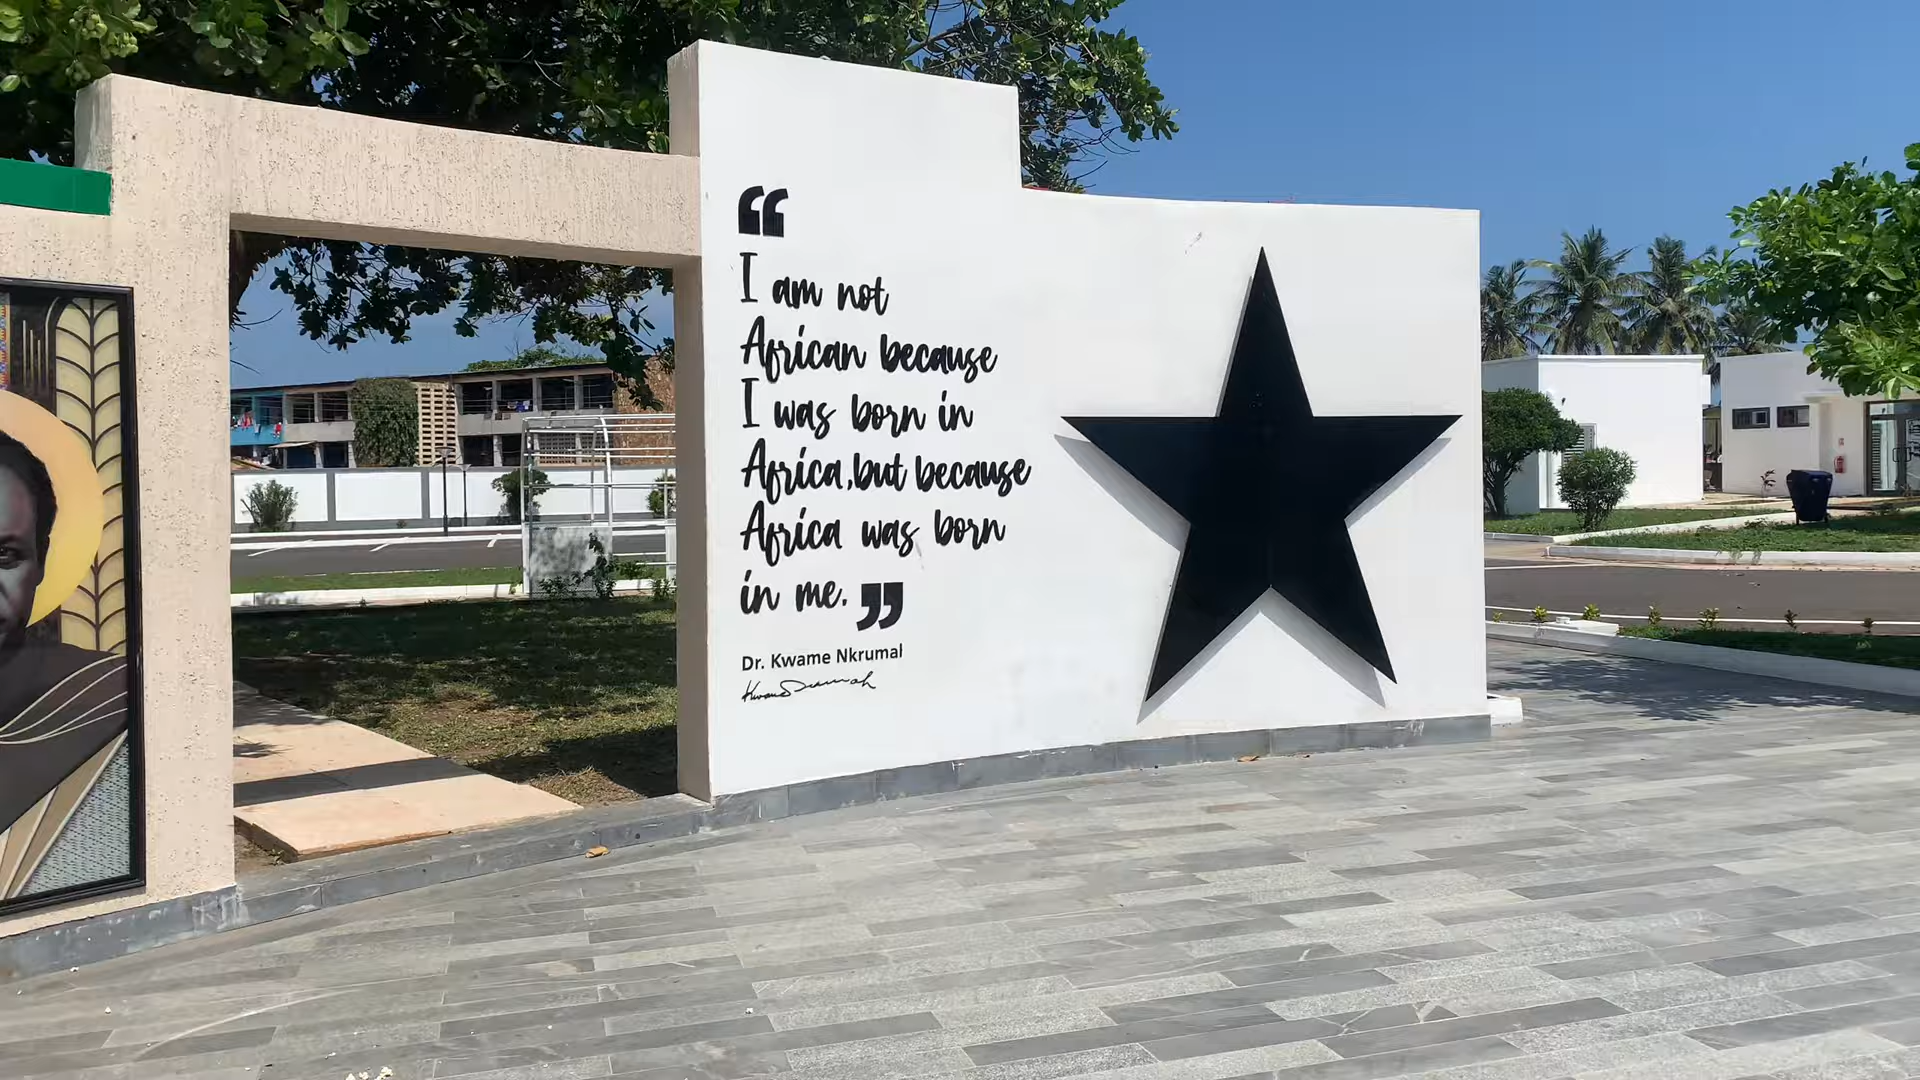 “
I am not
African because
I was born in
Africa, but because
Africa was born
in me. ”
Dr. Kwame Nkrumal